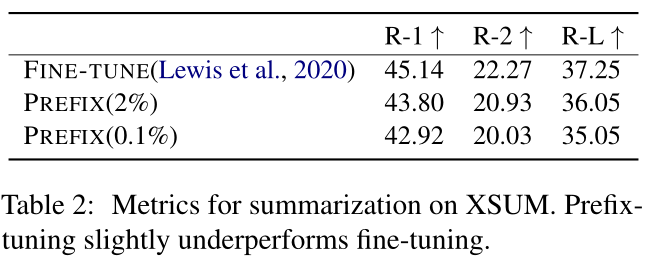 R-1 ↑ R-2 ↑ R-L ↑
FINE-TUNE(Lewis et al., 2020) 45.14 22.27 37.25
PREFIX(2%) 43.80 20.93 36.05
PREFIX(0.1%) 42.92 20.03 35.05
Table 2: Metrics for summarization on XSUM. Prefix-
tuning slightly underperforms fine-tuning.